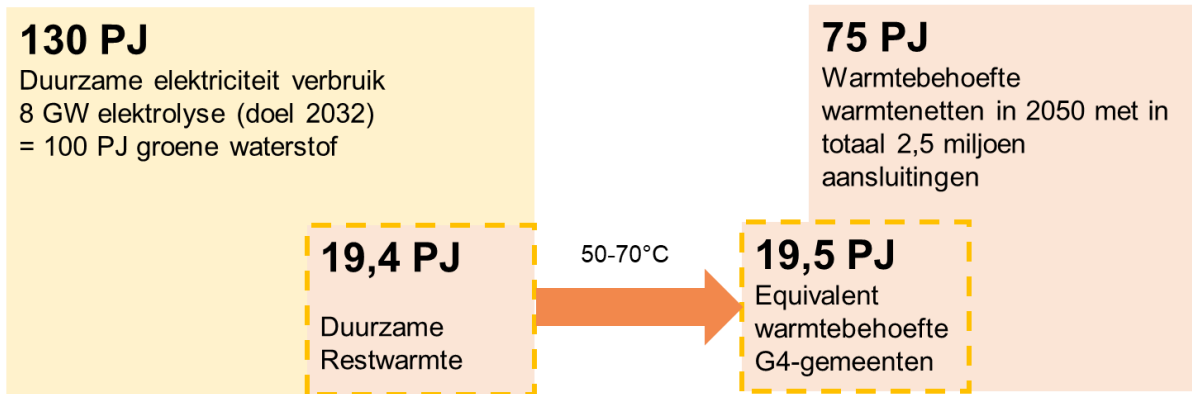 130 PJ
Duurzame elektriciteit verbruik
8 GW elektrolyse (doel 2032)
= 100 PJ groene waterstof
19,4 PJ
Duurzame
Restwarmte
50-70°C
75 PJ
Warmtebehoefte
warmtenetten in 2050 met in
totaal 2,5 miljoen
aansluitingen
19,5 PJ
Equivalent
warmtebehoefte
G4-gemeenten